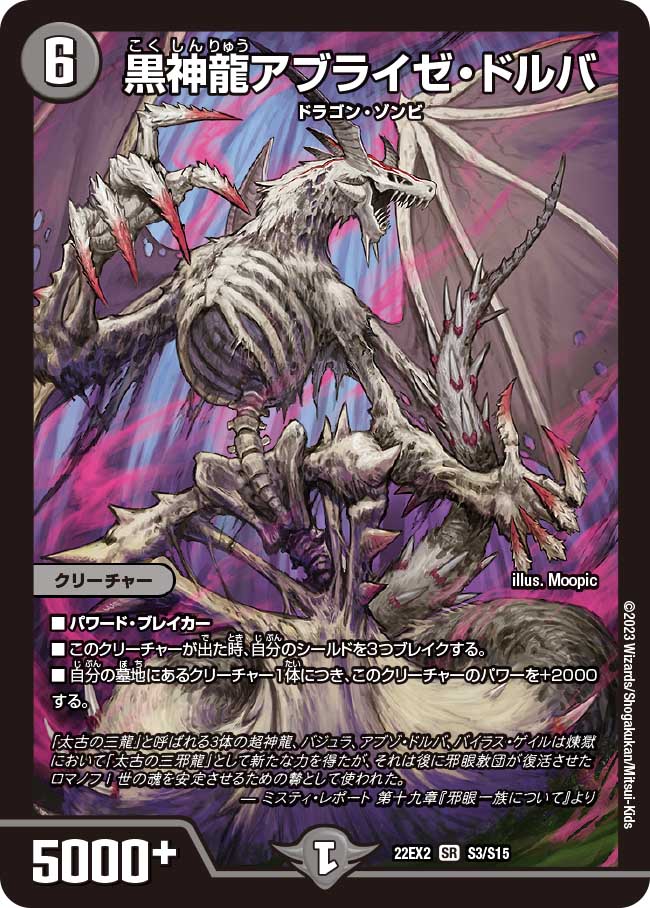 6
こくしんりゅう
黒神龍アブライゼ・ドルバ
ドラゴン・ゾンビ
クリーチャー
illus. Moopic
■ パワード・ブレイカー
■ このクリーチャーが出た時、自分のシールドを3つブレイクする。
■ 自分の墓地にあるクリーチャー1体につき、このクリーチャーのパワーを+2000
する。
「太古の三龍」と呼ばれる3体の超神龍、バジュラ、アブゾ・ドルバ、バイラス・ゲイルは煉獄
において「太古の三邪龍」として新たな力を得たが、それは後に邪眼教団が復活させた
ロマノフ1世の魂を安定させるための贄として使われた。
— ミスティ・レポート 第十九章『邪眼一族について』より
5000+
1
22EX2 SR S3/S15
©2023 Wizards/Shogakukan/Mitsui-Kids